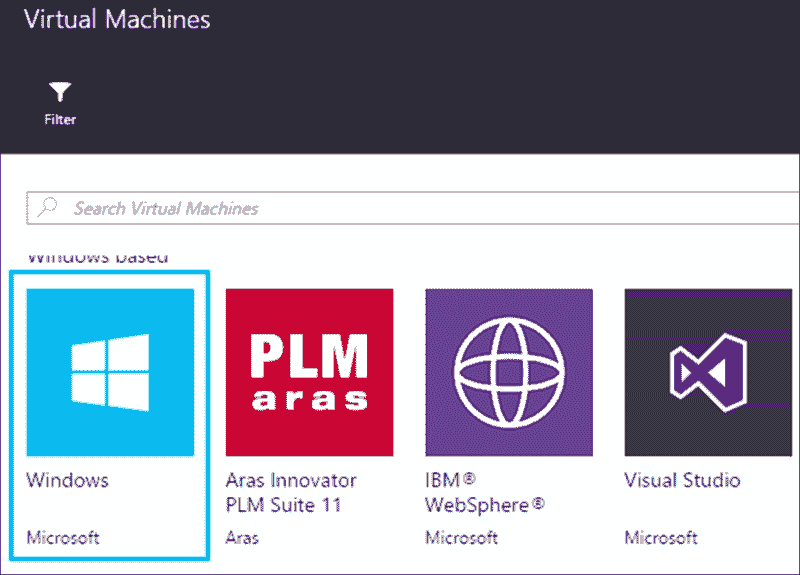 Virtual Machines
Filter
Search Virtual Machines
Windows based
PLM
aras
Windows
Microsoft
Aras Innovator
PLM Suite 11
Aras
IBM®
WebSphere®
Microsoft
Visual Studio
Microsoft